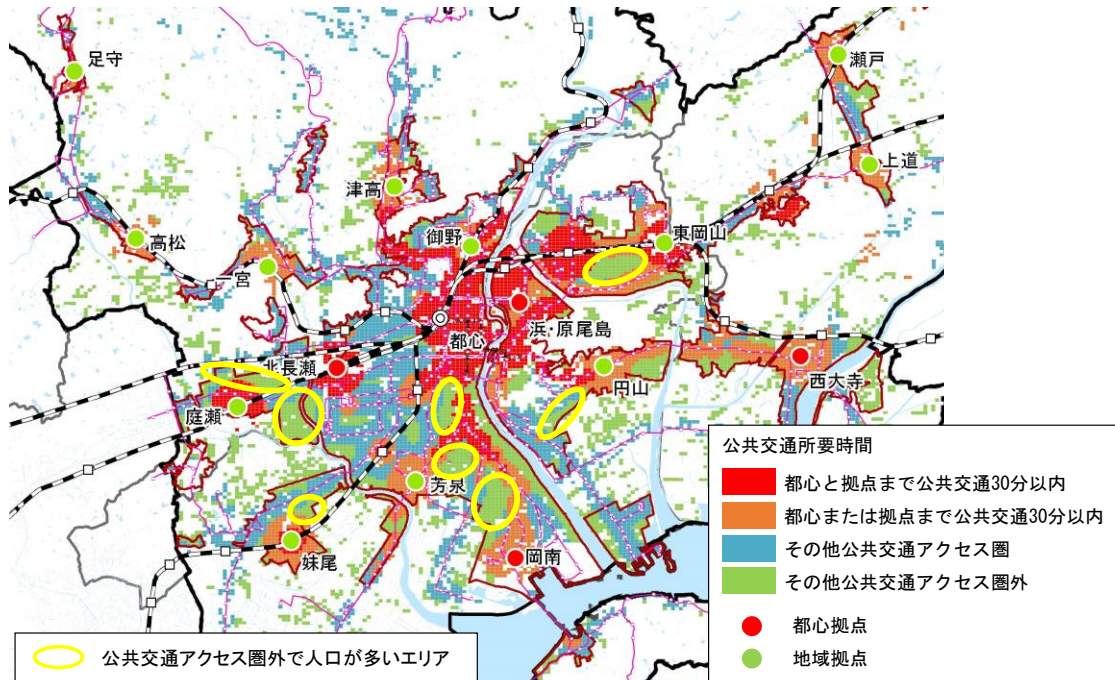 足守
瀬戸
上道
津高
御野
東岡山
高松
一宮
浜・原尾島
都心
北長瀬
円山
西大寺
庭瀬
芳泉
妹尾
岡南
公共交通所要時間
都心と拠点まで公共交通30分以内
都心または拠点まで公共交通30分以内
その他公共交通アクセス圏
その他公共交通アクセス圏外
都心拠点
地域拠点
公共交通アクセス圏外で人口が多いエリア